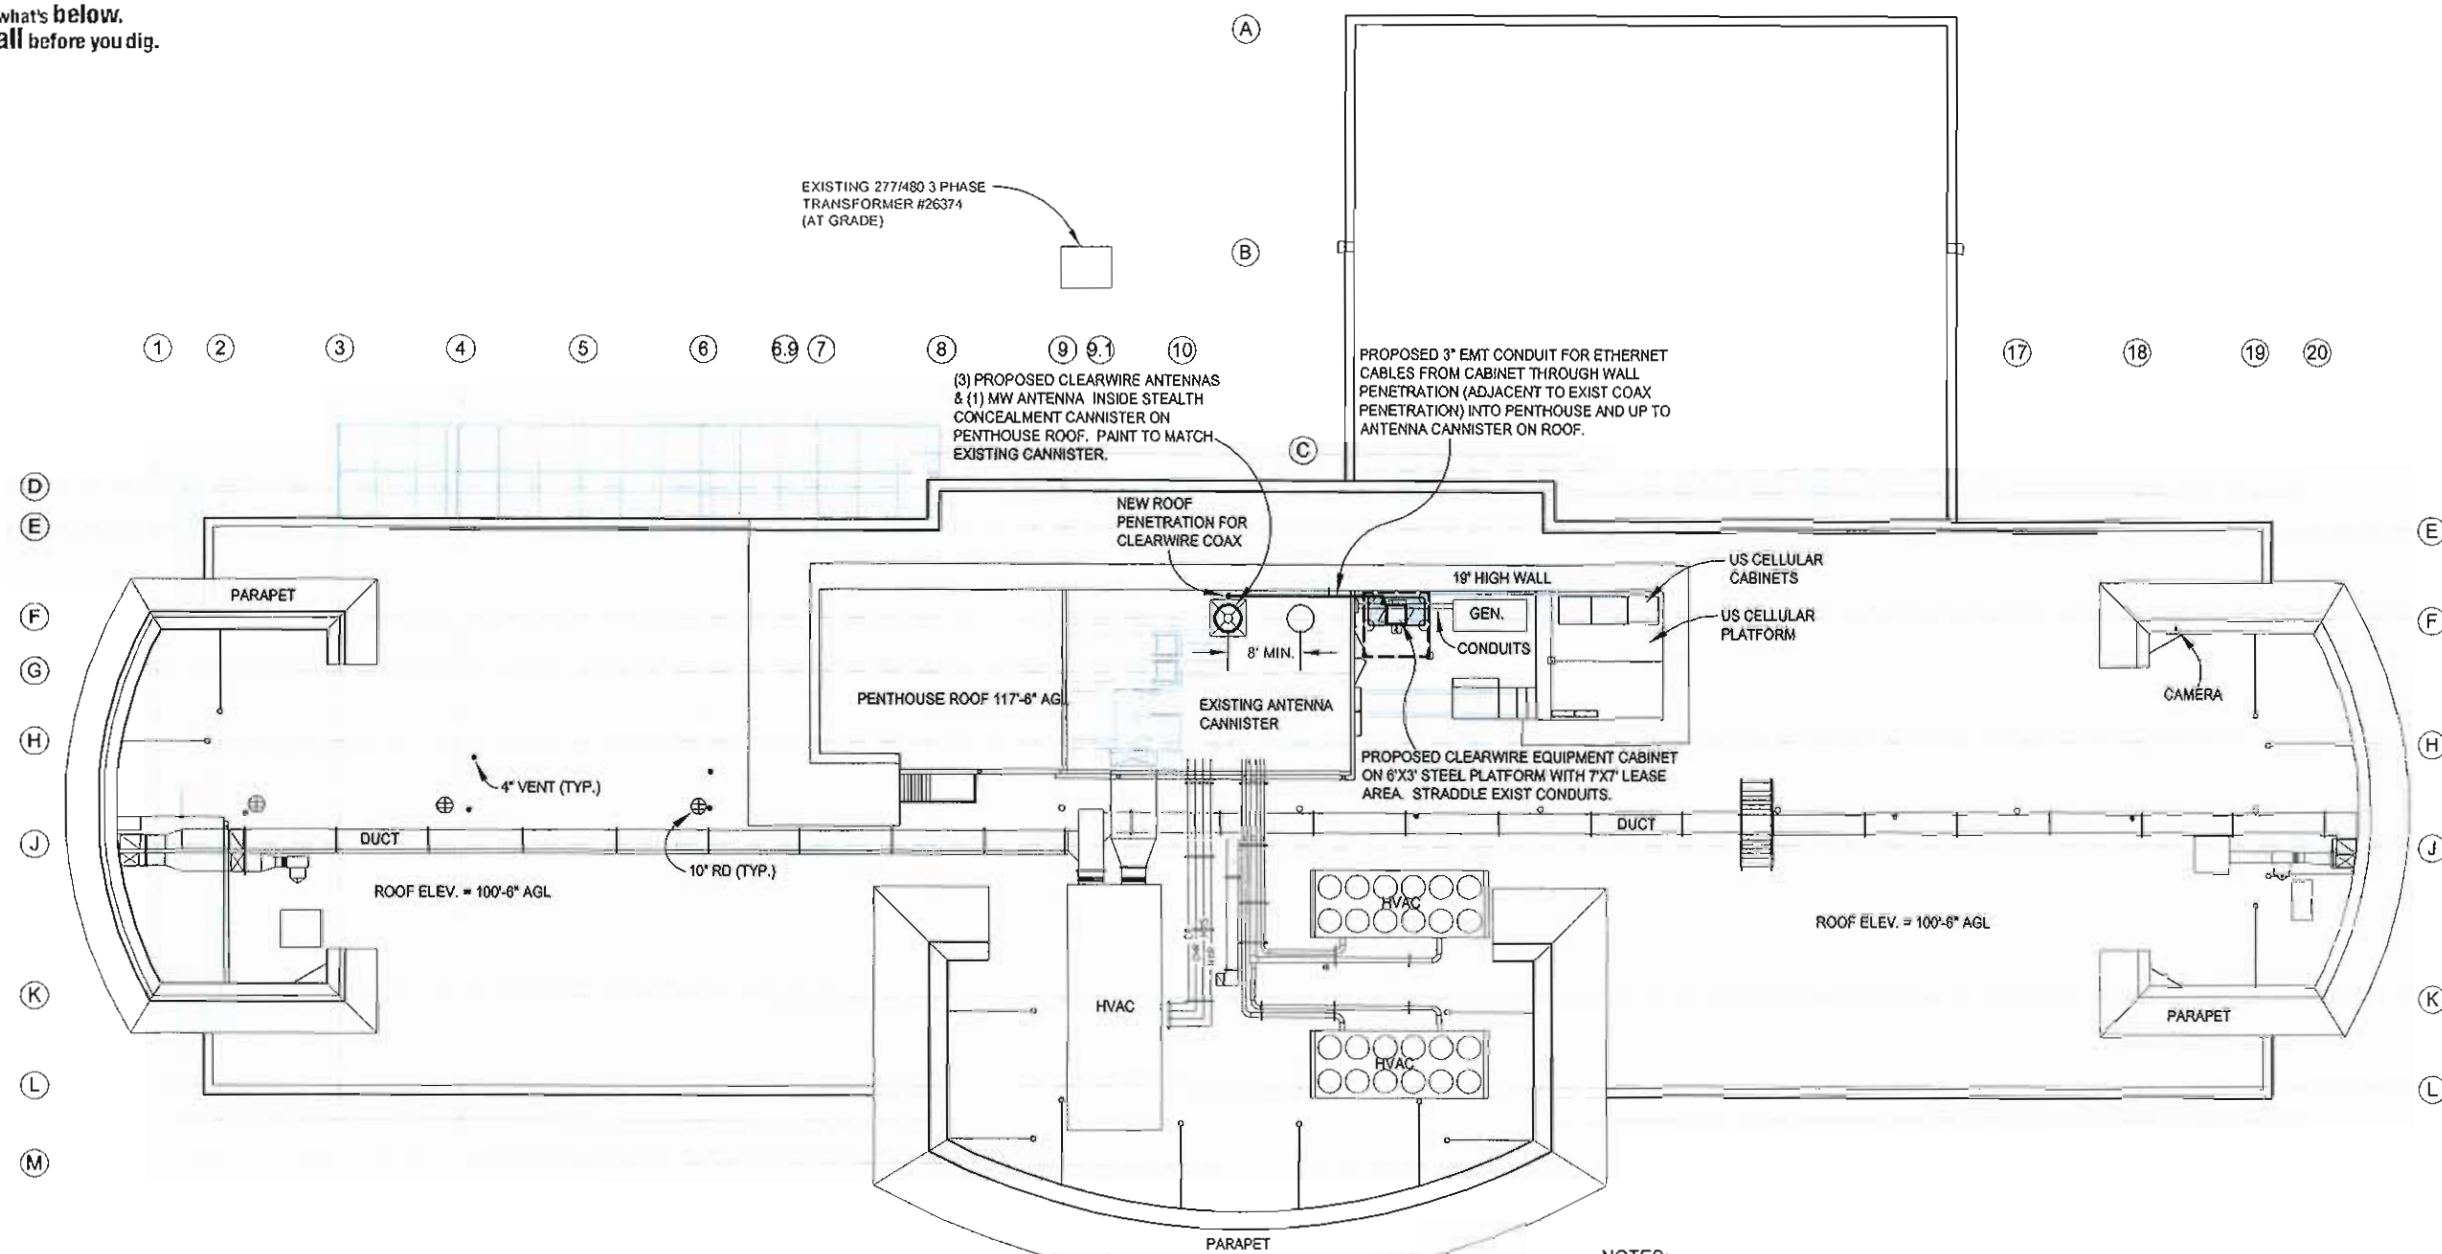 what's below.
all before you dig.
A
EXISTING 277/480 3 PHASE
TRANSFORMER #26374
(AT GRADE)
B
1 2 3 4 5 6 6.9 7 8 9 9.1 10 17 18 19 20
(3) PROPOSED CLEARWIRE ANTENNAS
& (1) MW ANTENNA INSIDE STEALTH
CONCEALMENT CANNISTER ON
PENTHOUSE ROOF. PAINT TO MATCH
EXISTING CANNISTER.
PROPOSED 3" EMT CONDUIT FOR ETHERNET
CABLES FROM CABINET THROUGH WALL
PENETRATION (ADJACENT TO EXIST COAX
PENETRATION) INTO PENTHOUSE AND UP TO
ANTENNA CANNISTER ON ROOF.
C
D
E
E
NEW ROOF
PENETRATION FOR
CLEARWIRE COAX
19' HIGH WALL
US CELLULAR
CABINETS
US CELLULAR
PLATFORM
PARAPET
F
F
GEN.
CONDUITS
8' MIN.
G
PENTHOUSE ROOF 117'-6" AGL
EXISTING ANTENNA
CANNISTER
CAMERA
H
H
PROPOSED CLEARWIRE EQUIPMENT CABINET
ON 6'X3' STEEL PLATFORM WITH 7'X7' LEASE
AREA. STRADDLE EXIST CONDUITS.
4" VENT (TYP.)
DUCT
DUCT
J
J
10" RD (TYP.)
ROOF ELEV. = 100'-6" AGL
HVAC
ROOF ELEV. = 100'-6" AGL
K
K
HVAC
PARAPET
HVAC
L
L
M
PARAPET
NOTES: